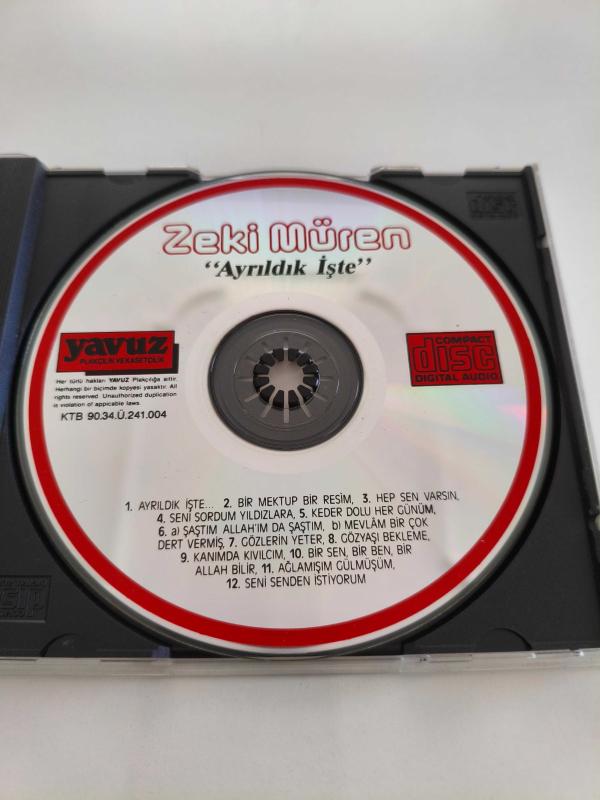 Zeki Müren
“Ayrıldık İşte”
yavuz
PLAKÇILIK VE KASETÇİLİK
Her türlü hakları YAVUZ Plakçılığa aittir.
Herhangi bir biçimde kopyesi yasaktır. All
rights reserved. Unauthorized duplication
is violation of appicable laws.
KTB 90.34.Ü.241.004
COMPACT
disc
DIGITAL AUDIO
1. AYRILDIK İŞTE... 2. BİR MEKTUP BİR RESİM, 3. HEP SEN VARSIN,
4. SENİ SORDUM YILDIZLARA, 5. KEDER DOLU HER GÜNÜM,
6. a) ŞAŞTIM ALLAH'IM DA ŞAŞTIM, b) MEVLÂM BİR ÇOK
DERT VERMİŞ, 7. GÖZLERİN YETER, 8. GÖZYAŞI BEKLEME,
9. KANIMDA KIVILCIM, 10. BİR SEN, BİR BEN, BİR
ALLAH BİLİR, 11. AĞLAMIŞIM GÜLMÜŞÜM,
12. SENİ SENDEN İSTİYORUM
disc